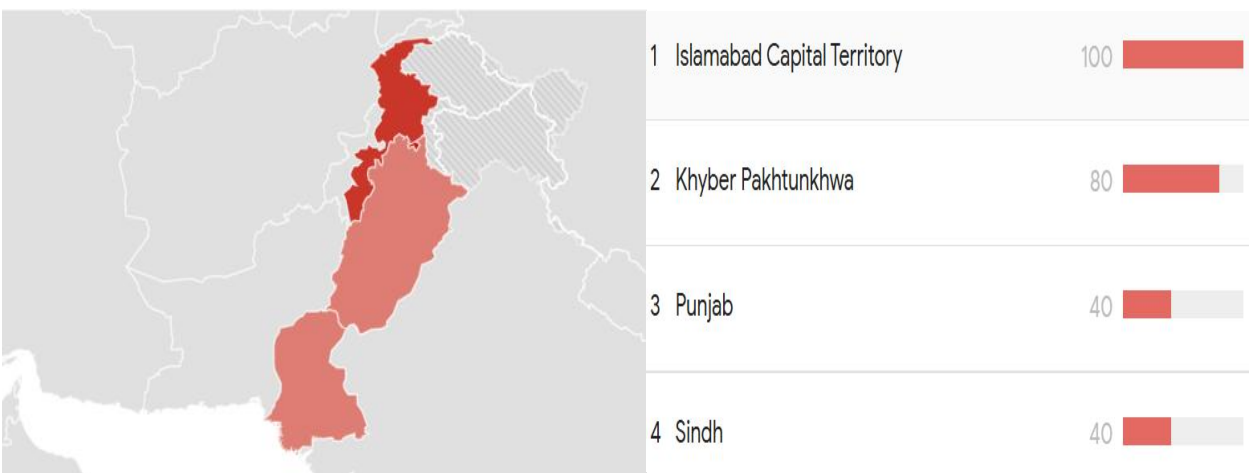 1 Islamabad Capital Territory 100
2 Khyber Pakhtunkhwa 80
3 Punjab 40
4 Sindh 40